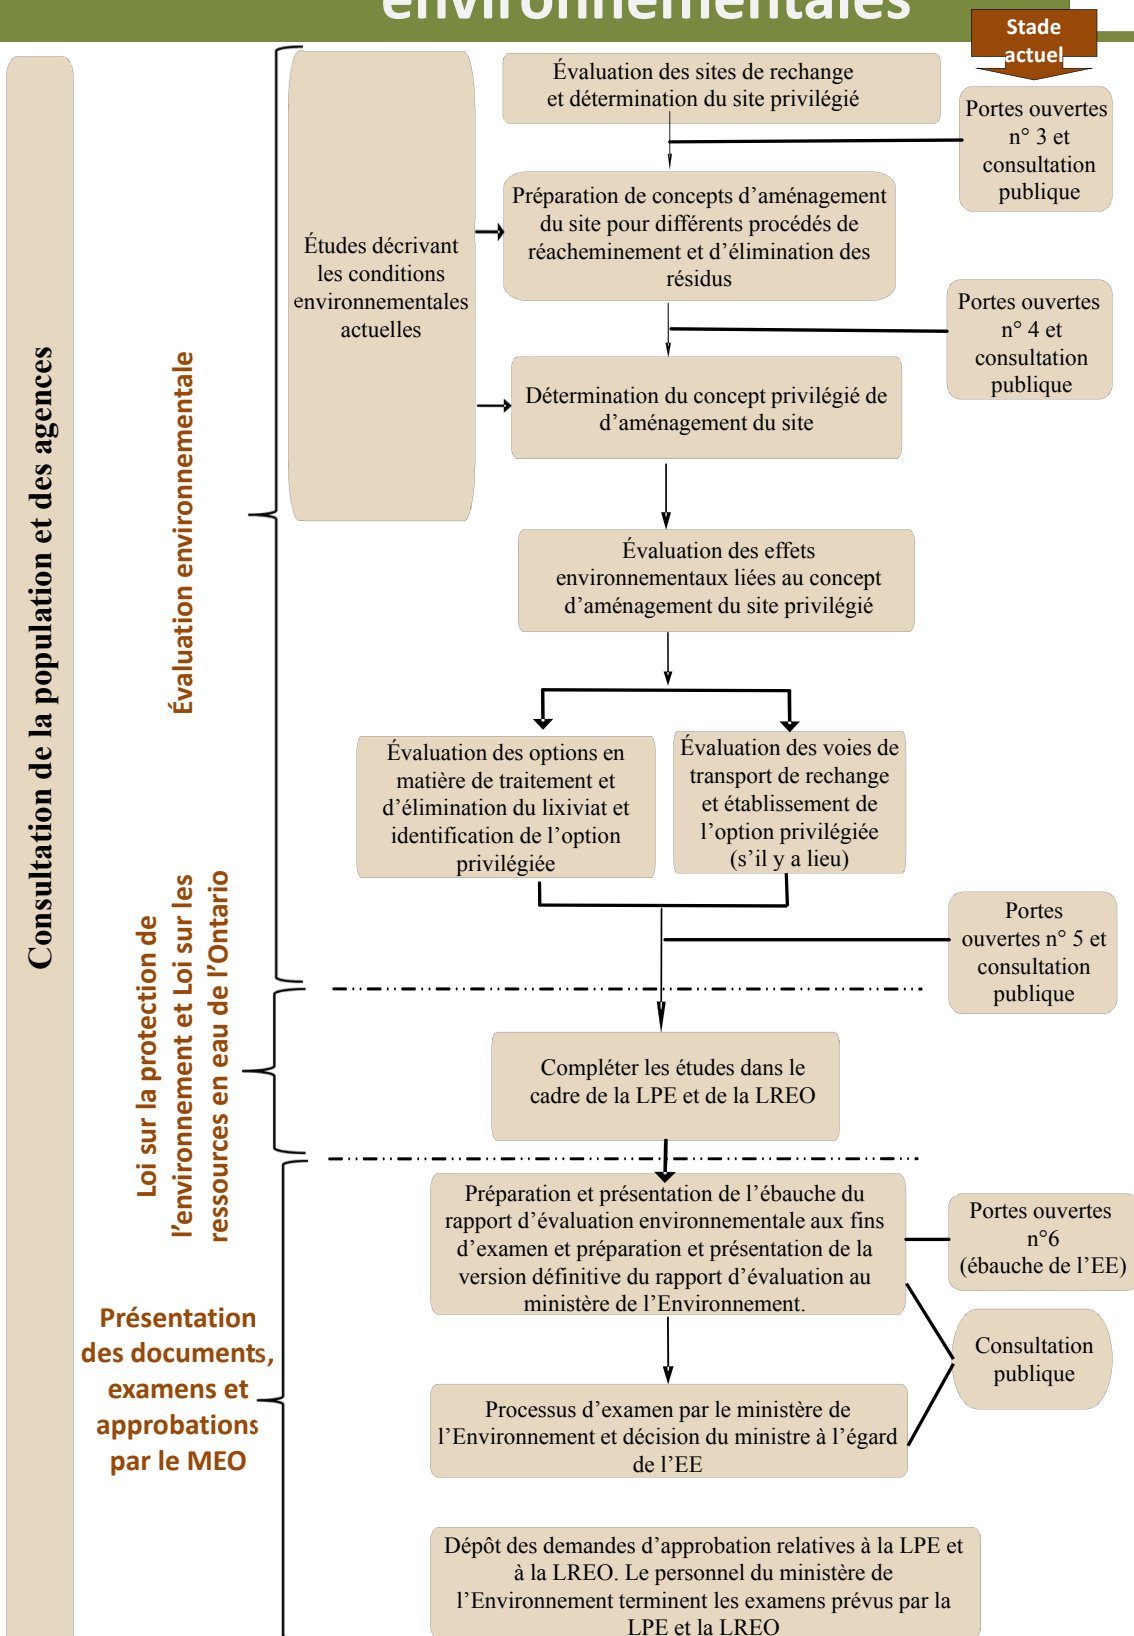 environnementales
Stade
actuel
Consultation de la population et des agences
Évaluation environnementale
Études décrivant
les conditions
environnementales
actuelles
Évaluation des sites de rechange
et détermination du site privilégié
Portes ouvertes
n° 3 et
consultation
publique
Préparation de concepts d’aménagement
du site pour différents procédés de
réacheminement et d’élimination des
résidus
Portes ouvertes
n° 4 et
consultation
publique
Détermination du concept privilégié de
d’aménagement du site
Évaluation des effets
environnementaux liées au concept
d’aménagement du site privilégié
Évaluation des options en
matière de traitement et
d’élimination du lixiviat et
identification de l’option
privilégiée
Évaluation des voies de
transport de rechange
et établissement de
l’option privilégiée
(s’il y a lieu)
Portes
ouvertes n° 5 et
consultation
publique
Loi sur la protection de
l’environnement et Loi sur les
ressources en eau de l’Ontario
Compléter les études dans le
cadre de la LPE et de la LREO
Préparation et présentation de l’ébauche du
rapport d’évaluation environnementale aux fins
d’examen et préparation et présentation de la
version définitive du rapport d’évaluation au
ministère de l’Environnement.
Portes ouvertes
n°6
(ébauche de l’EE)
Consultation
publique
Présentation
des documents,
examens et
approbations
par le MEO
Processus d’examen par le ministère de
l’Environnement et décision du ministre à l’égard
de l’EE
Dépôt des demandes d’approbation relatives à la LPE et
à la LREO. Le personnel du ministère de
l’Environnement terminent les examens prévus par la
LPE et la LREO